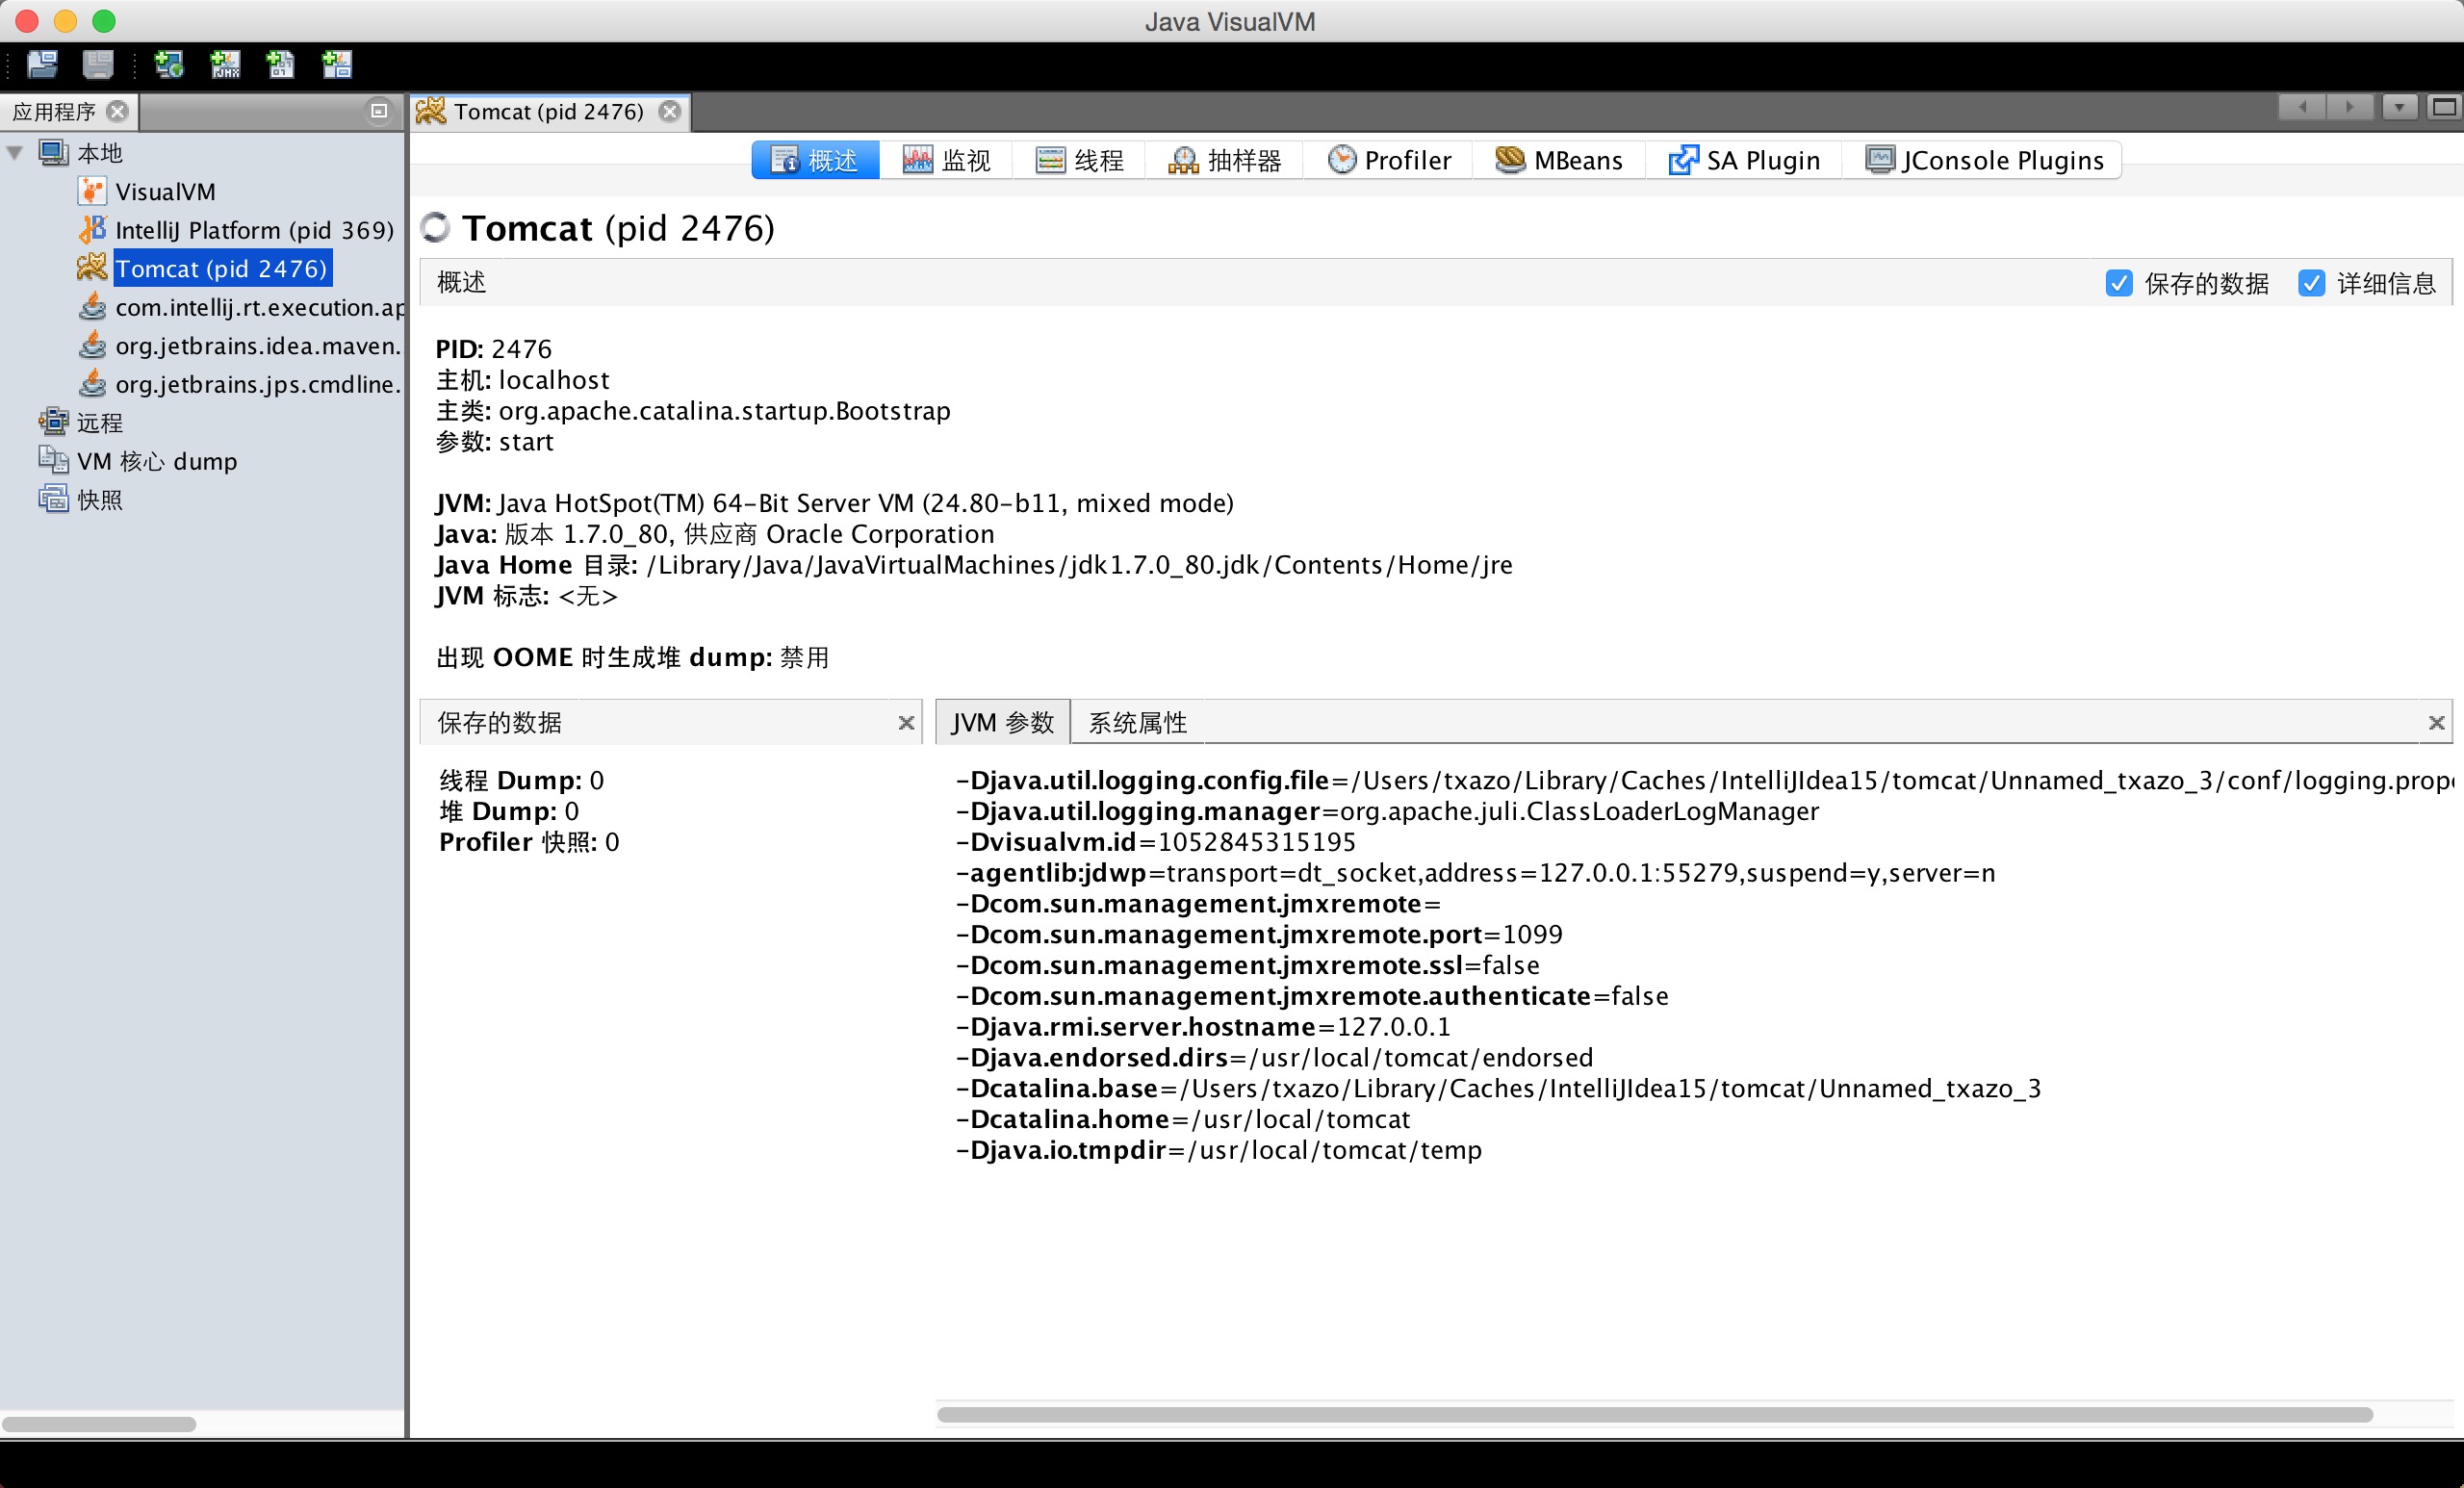 Java VisualVM
应用程序
Tomcat (pid 2476)
本地
VisualVM
IntelliJ Platform (pid 369)
Tomcat (pid 2476)
com.intellij.rt.execution.ap
org.jetbrains.idea.maven.
org.jetbrains.jps.cmdline.
远程
VM 核心 dump
快照
概述 监视 线程 抽样器 Profiler MBeans SA Plugin JConsole Plugins
Tomcat (pid 2476)
概述 保存的数据 详细信息
PID: 2476
主机: localhost
主类: org.apache.catalina.startup.Bootstrap
参数: start
JVM: Java HotSpot(TM) 64-Bit Server VM (24.80-b11, mixed mode)
Java: 版本 1.7.0_80, 供应商 Oracle Corporation
Java Home 目录: /Library/Java/JavaVirtualMachines/jdk1.7.0_80.jdk/Contents/Home/jre
JVM 标志: <无>
出现 OOME 时生成堆 dump: 禁用
保存的数据
线程 Dump: 0
堆 Dump: 0
Profiler 快照: 0
JVM 参数 系统属性
-Djava.util.logging.config.file=/Users/txazo/Library/Caches/IntelliJIdea15/tomcat/Unnamed_txazo_3/conf/logging.prope
-Djava.util.logging.manager=org.apache.juli.ClassLoaderLogManager
-Dvisualvm.id=1052845315195
-agentlib:jdwp=transport=dt_socket,address=127.0.0.1:55279,suspend=y,server=n
-Dcom.sun.management.jmxremote=
-Dcom.sun.management.jmxremote.port=1099
-Dcom.sun.management.jmxremote.ssl=false
-Dcom.sun.management.jmxremote.authenticate=false
-Djava.rmi.server.hostname=127.0.0.1
-Djava.endorsed.dirs=/usr/local/tomcat/endorsed
-Dcatalina.base=/Users/txazo/Library/Caches/IntelliJIdea15/tomcat/Unnamed_txazo_3
-Dcatalina.home=/usr/local/tomcat
-Djava.io.tmpdir=/usr/local/tomcat/temp